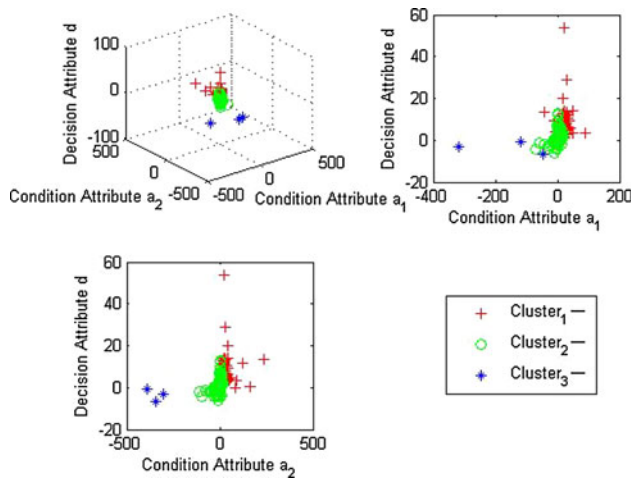 100
0
-100
500
0
-500
-500
0
500
Decision Attribute d
Condition Attribute a2
Condition Attribute a1
60
40
20
0
-20
-400
-200
0
200
Decision Attribute d
Condition Attribute a1
60
40
20
0
-20
-500
0
500
Decision Attribute d
Condition Attribute a2
Cluster1 —
Cluster2 —
Cluster3 —